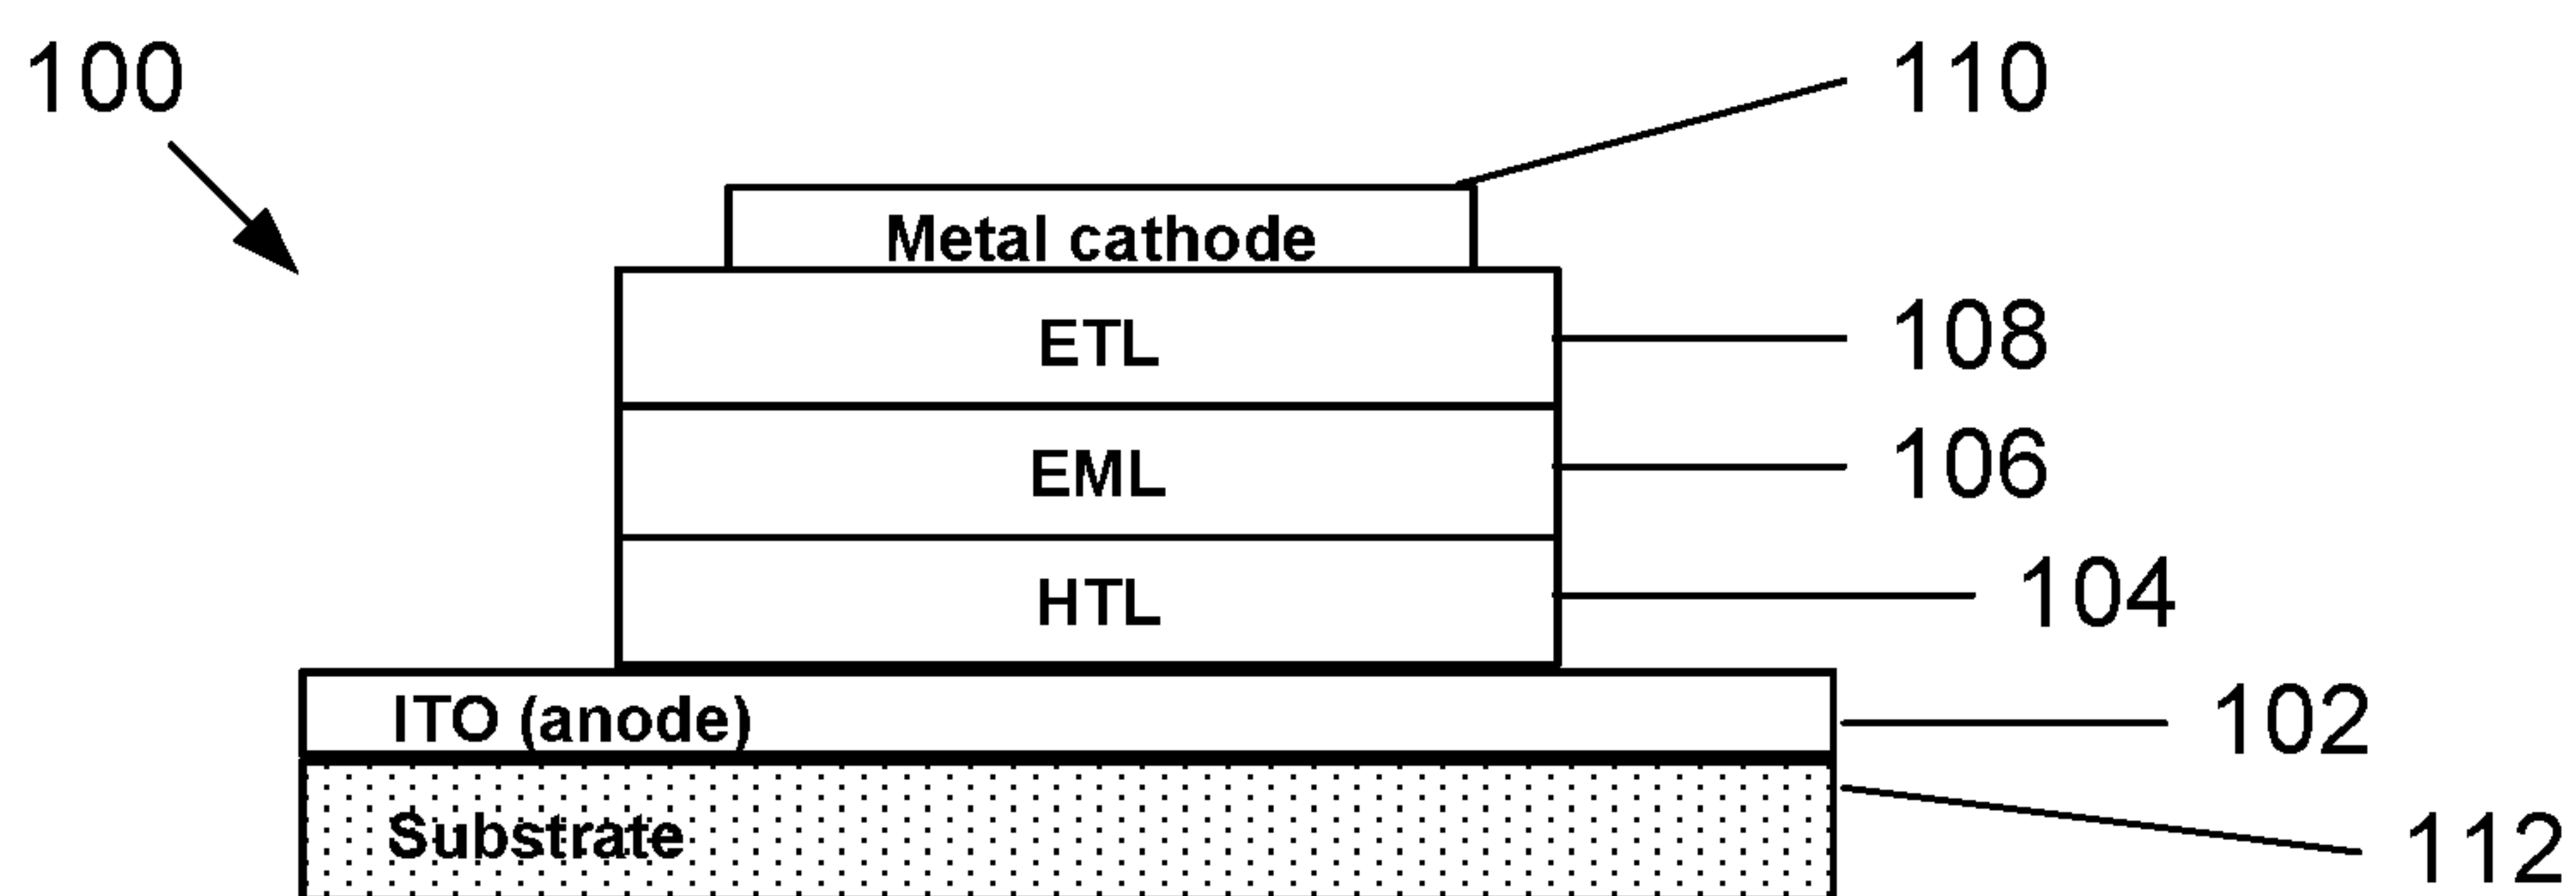 100
110
Metal cathode
ETL
108
EML
106
HTL
104
ITO (anode)
102
Substrate
112